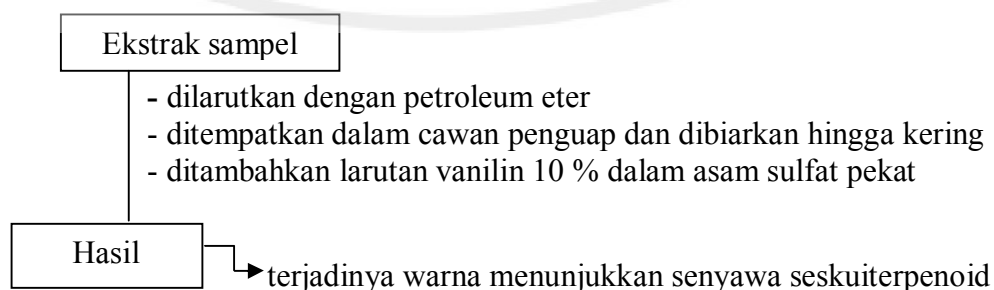 Ekstrak sampel
- dilarutkan dengan petroleum eter
- ditempatkan dalam cawan penguap dan dibiarkan hingga kering
- ditambahkan larutan vanilin 10 % dalam asam sulfat pekat
Hasil
terjadinya warna menunjukkan senyawa seskuiterpenoid